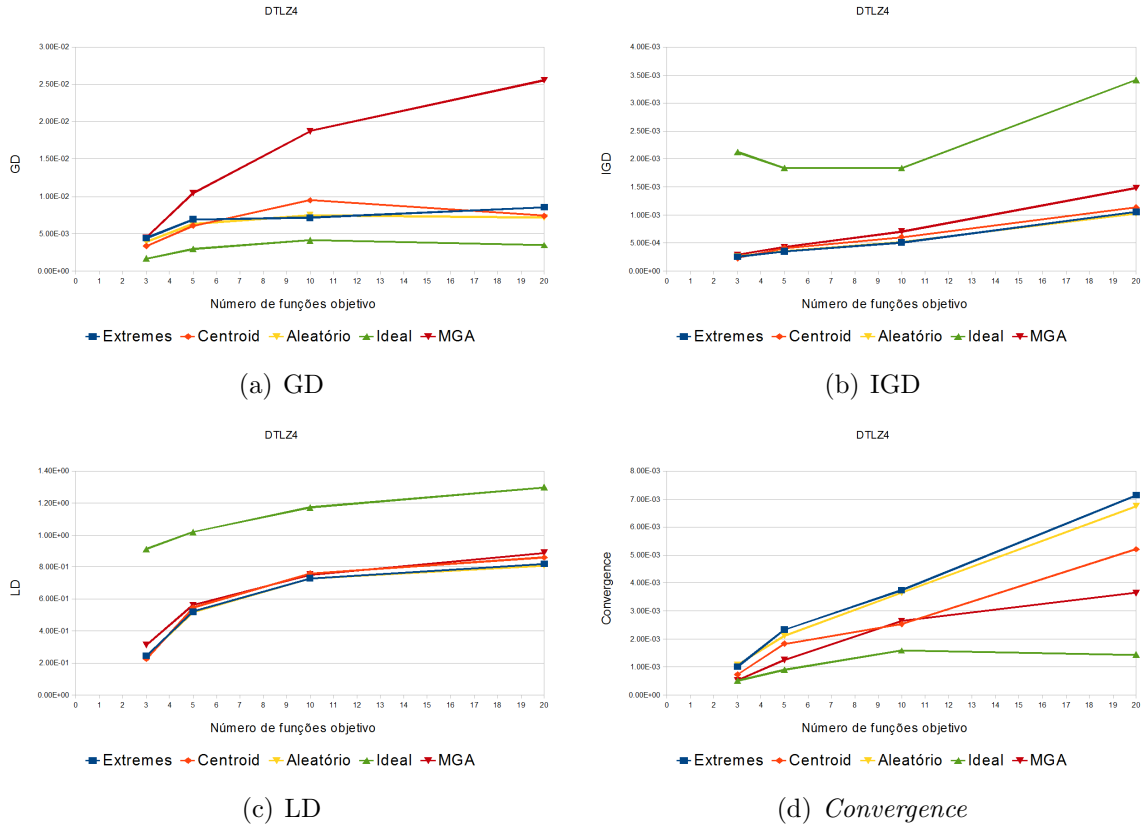 DTLZ4
3.00E-02
2.50E-02
2.00E-02
1.50E-02
1.00E-02
5.00E-03
0.00E+00
GD
0 1 2 3 4 5 6 7 8 9 10 11 12 13 14 15 16 17 18 19 20
Número de funções objetivo
Extremes Centroid Aleatório Ideal MGA
(a) GD
DTLZ4
4.00E-03
3.50E-03
3.00E-03
2.50E-03
2.00E-03
1.50E-03
1.00E-03
5.00E-04
0.00E+00
IGD
0 1 2 3 4 5 6 7 8 9 10 11 12 13 14 15 16 17 18 19 20
Número de funções objetivo
Extremes Centroid Aleatório Ideal MGA
(b) IGD
DTLZ4
1.40E+00
1.20E+00
1.00E+00
8.00E-01
6.00E-01
4.00E-01
2.00E-01
0.00E+00
LD
0 1 2 3 4 5 6 7 8 9 10 11 12 13 14 15 16 17 18 19 20
Número de funções objetivo
Extremes Centroid Aleatório Ideal MGA
(c) LD
DTLZ4
8.00E-03
7.00E-03
6.00E-03
5.00E-03
4.00E-03
3.00E-03
2.00E-03
1.00E-03
0.00E+00
Convergence
0 1 2 3 4 5 6 7 8 9 10 11 12 13 14 15 16 17 18 19 20
Número de funções objetivo
Extremes Centroid Aleatório Ideal MGA
(d) Convergence